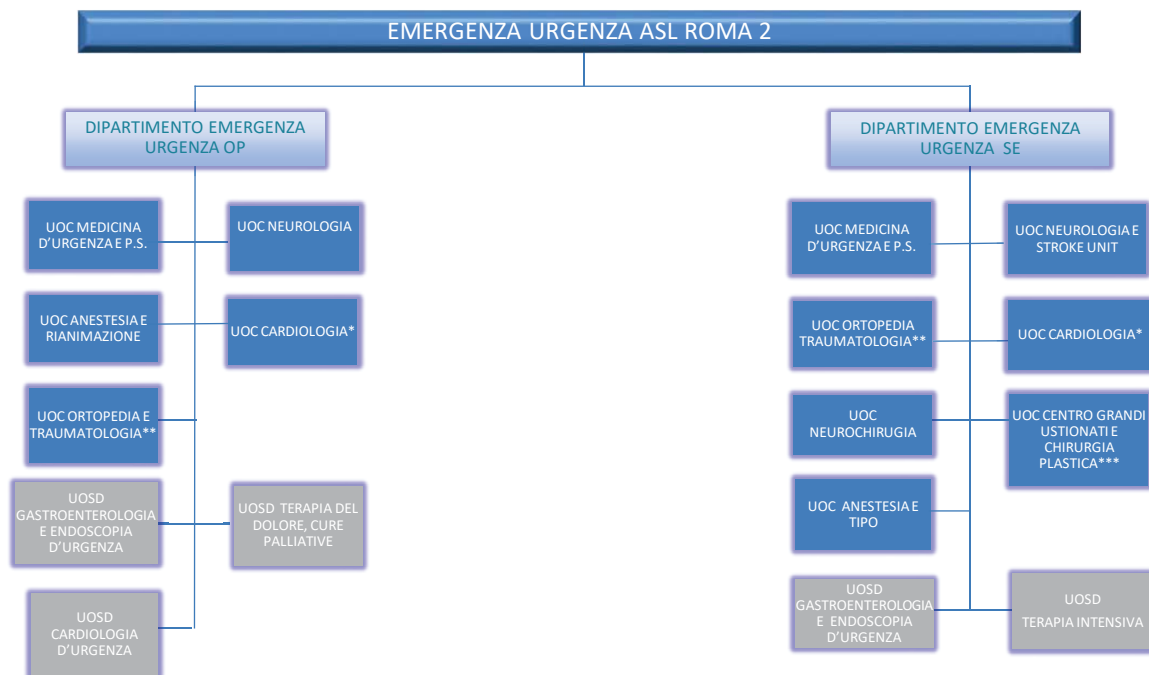 EMERGENZA URGENZA ASL ROMA 2
DIPARTIMENTO EMERGENZA
URGENZA OP
UOC MEDICINA
D'URGENZA E P.S.
UOC NEUROLOGIA
UOC ANESTESIA E
RIANIMAZIONE
UOC CARDIOLOGIA*
UOC ORTOPEDIA E
TRAUMATOLOGIA**
UOSD
GASTROENTEROLOGIA
E ENDOSCOPIA
D'URGENZA
UOSD TERAPIA DEL
DOLORE, CURE
PALLIATIVE
UOSD
CARDIOLOGIA
D'URGENZA
DIPARTIMENTO EMERGENZA
URGENZA SE
UOC MEDICINA
D'URGENZA E P.S.
UOC NEUROLOGIA E
STROKE UNIT
UOC ORTOPEDIA
TRAUMATOLOGIA**
UOC CARDIOLOGIA*
UOC
NEUROCHIRUGIA
UOC CENTRO GRANDI
USTIONATI E
CHIRURGIA
PLASTICA***
UOC ANESTESIA E
TIPO
UOSD
GASTROENTEROLOGIA
E ENDOSCOPIA
D'URGENZA
UOSD
TERAPIA INTENSIVA